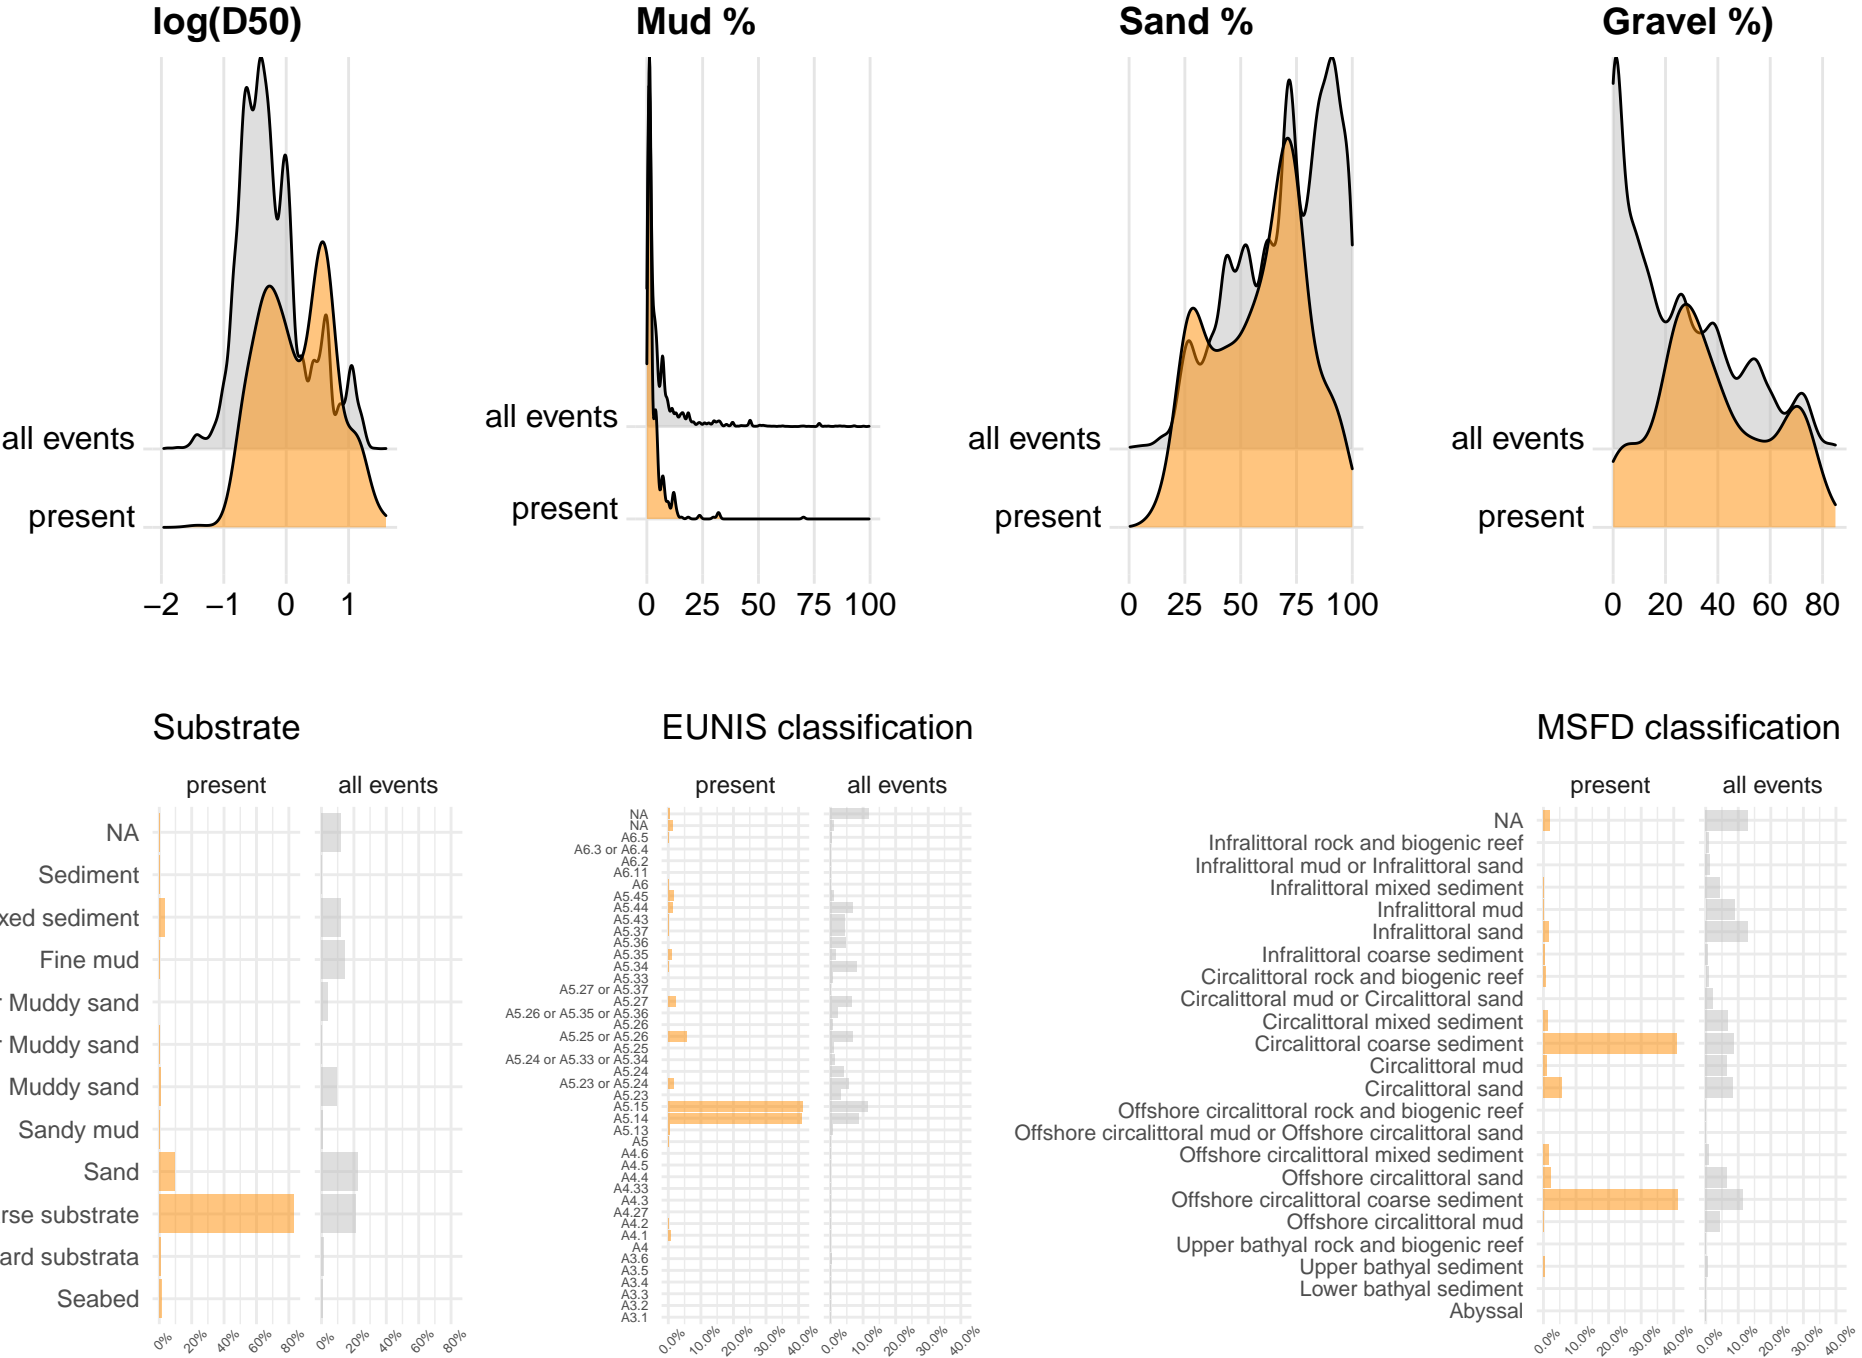 log(D50)
Mud %
Sand %
Gravel %)
all events
present
−2 −1 0 1
all events
present
0 25 50 75 100
all events
present
0 25 50 75 100
all events
present
0 20 40 60 80
Substrate
present all events
NA
Sediment
xed sediment
Fine mud
r Muddy sand
r Muddy sand
Muddy sand
Sandy mud
Sand
rse substrate
ard substrata
Seabed
0% 20% 40% 60% 80% 0% 20% 40% 60% 80%
EUNIS classification
present all events
NA
NA
A6.5
A6.3 or A6.4
A6.2
A6.11
A6
A5.45
A5.44
A5.43
A5.37
A5.36
A5.35
A5.34
A5.33
A5.27 or A5.37
A5.27
A5.26 or A5.35 or A5.36
A5.26
A5.25 or A5.26
A5.25
A5.24 or A5.33 or A5.34
A5.24
A5.23 or A5.24
A5.23
A5.15
A5.14
A5.13
A5
A4.6
A4.5
A4.4
A4.33
A4.3
A4.27
A4.2
A4.1
A4
A3.6
A3.5
A3.4
A3.3
A3.2
A3.1
0.0% 10.0% 20.0% 30.0% 40.0% 0.0% 10.0% 20.0% 30.0% 40.0%
MSFD classification
present all events
NA
Infralittoral rock and biogenic reef
Infralittoral mud or Infralittoral sand
Infralittoral mixed sediment
Infralittoral mud
Infralittoral sand
Infralittoral coarse sediment
Circalittoral rock and biogenic reef
Circalittoral mud or Circalittoral sand
Circalittoral mixed sediment
Circalittoral coarse sediment
Circalittoral mud
Circalittoral sand
Offshore circalittoral rock and biogenic reef
Offshore circalittoral mud or Offshore circalittoral sand
Offshore circalittoral mixed sediment
Offshore circalittoral sand
Offshore circalittoral coarse sediment
Offshore circalittoral mud
Upper bathyal rock and biogenic reef
Upper bathyal sediment
Lower bathyal sediment
Abyssal
0.0% 10.0% 20.0% 30.0% 40.0% 0.0% 10.0% 20.0% 30.0% 40.0%